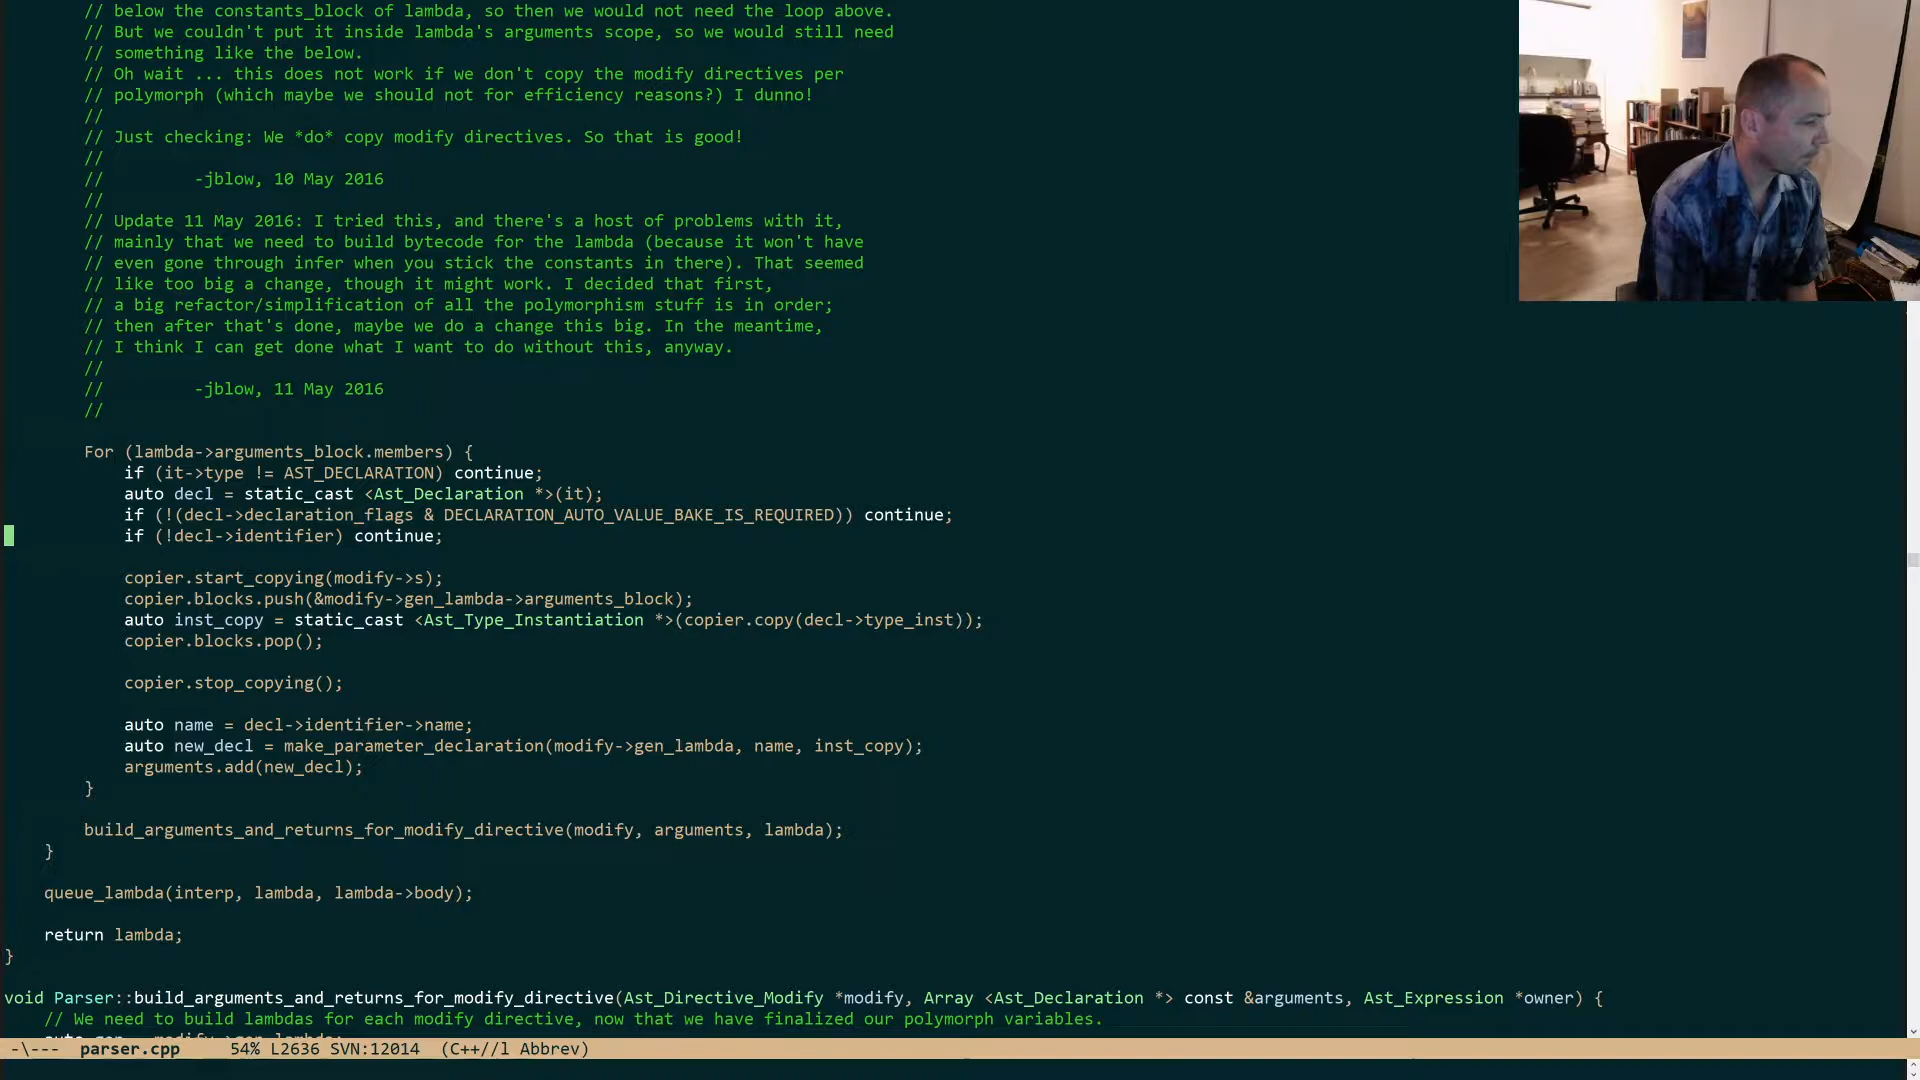 // below the constants_block of lambda, so then we would not need the loop above.
// But we couldn't put it inside lambda's arguments scope, so we would still need
// something like the below.
// Oh wait ... this does not work if we don't copy the modify directives per
// polymorph (which maybe we should not for efficiency reasons?) I dunno!
//
// Just checking: We *do* copy modify directives. So that is good!
//
//         -jblow, 10 May 2016
//
// Update 11 May 2016: I tried this, and there's a host of problems with it,
// mainly that we need to build bytecode for the lambda (because it won't have
// even gone through infer when you stick the constants in there). That seemed
// like too big a change, though it might work. I decided that first,
// a big refactor/simplification of all the polymorphism stuff is in order;
// then after that's done, maybe we do a change this big. In the meantime,
// I think I can get done what I want to do without this, anyway.
//
//         -jblow, 11 May 2016
//
For (lambda->arguments_block.members) {
if (it->type != AST_DECLARATION) continue;
auto decl = static_cast <Ast_Declaration *>(it);
if (!(decl->declaration_flags & DECLARATION_AUTO_VALUE_BAKE_IS_REQUIRED)) continue;
if (!decl->identifier) continue;
copier.start_copying(modify->s);
copier.blocks.push(&modify->gen_lambda->arguments_block);
auto inst_copy = static_cast <Ast_Type_Instantiation *>(copier.copy(decl->type_inst));
copier.blocks.pop();
copier.stop_copying();
auto name = decl->identifier->name;
auto new_decl = make_parameter_declaration(modify->gen_lambda, name, inst_copy);
arguments.add(new_decl);
}
build_arguments_and_returns_for_modify_directive(modify, arguments, lambda);
}
queue_lambda(interp, lambda, lambda->body);
return lambda;
}
void Parser::build_arguments_and_returns_for_modify_directive(Ast_Directive_Modify *modify, Array <Ast_Declaration *> const &arguments, Ast_Expression *owner) {
// We need to build lambdas for each modify directive, now that we have finalized our polymorph variables.
-\--- parser.cpp 54% L2636 SVN:12014 (C++//l Abbrev)